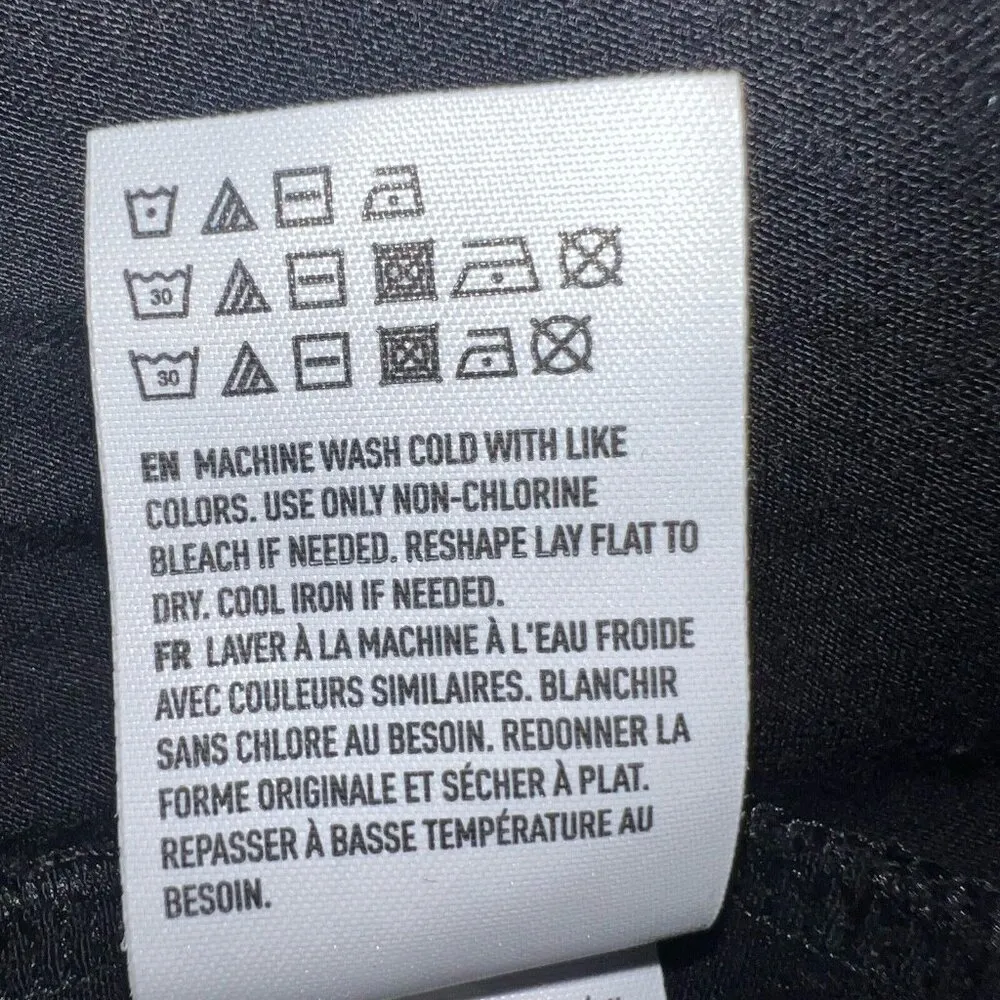 30
30
EN MACHINE WASH COLD WITH LIKE
COLORS. USE ONLY NON-CHLORINE
BLEACH IF NEEDED. RESHAPE LAY FLAT TO
DRY. COOL IRON IF NEEDED.
FR LAVER À LA MACHINE À L'EAU FROIDE
AVEC COULEURS SIMILAIRES. BLANCHIR
SANS CHLORE AU BESOIN. REDONNER LA
FORME ORIGINALE ET SÉCHER À PLAT.
REPASSER À BASSE TEMPÉRATURE AU
BESOIN.